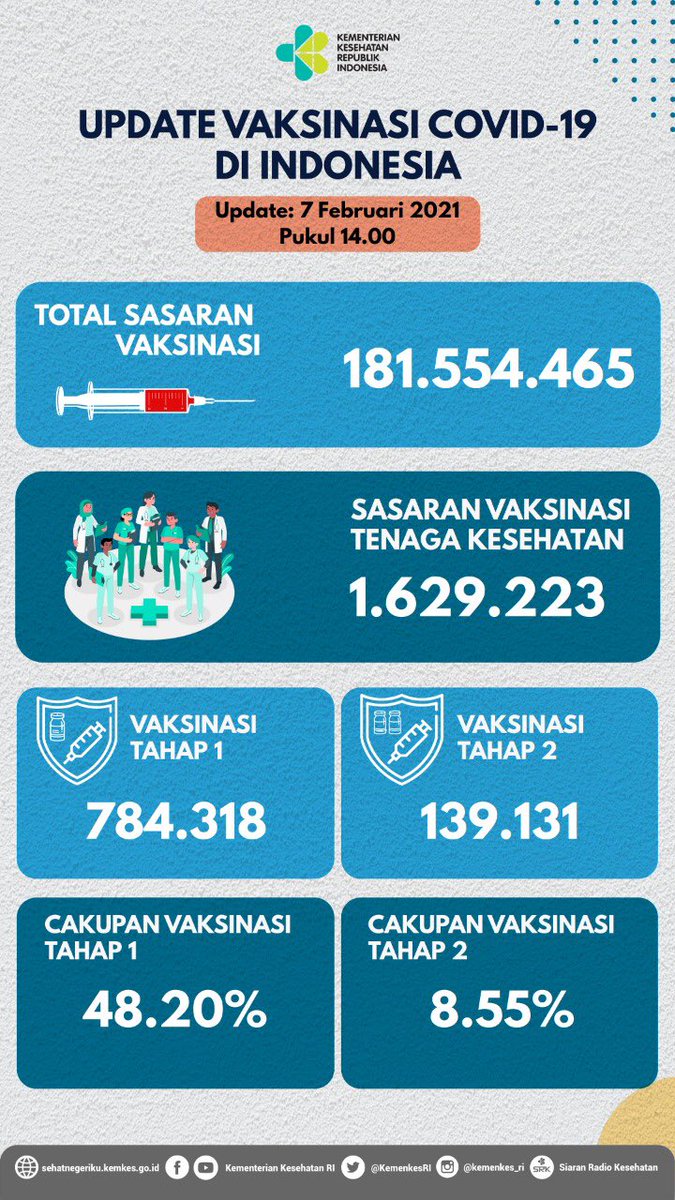 KEMENTERIAN
KESEHATAN
REPUBLIK
INDONESIA
UPDATE VAKSINASI COVID-19
DI INDONESIA
Update: 7 Februari 2021
Pukul 14.00
TOTAL SASARAN
VAKSINASI
181.554.465
SASARAN VAKSINASI
TENAGA KESEHATAN
1.629.223
VAKSINASI
TAHAP 1
784.318
VAKSINASI
TAHAP 2
139.131
CAKUPAN VAKSINASI
TAHAP 1
48.20%
CAKUPAN VAKSINASI
TAHAP 2
8.55%
sehatnegeriku.kemkes.go.id Kementerian Kesehatan RI @KemenkesRI @kemenkes_ri SRK Siaran Radio Kesehatan